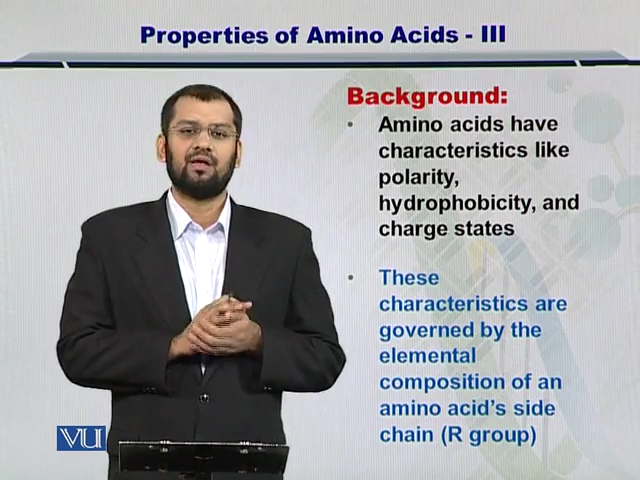 Properties of Amino Acids - III
Background:
• Amino acids have
characteristics like
polarity,
hydrophobicity, and
charge states
• These
characteristics are
governed by the
elemental
composition of an
amino acid's side
chain (R group)
VU